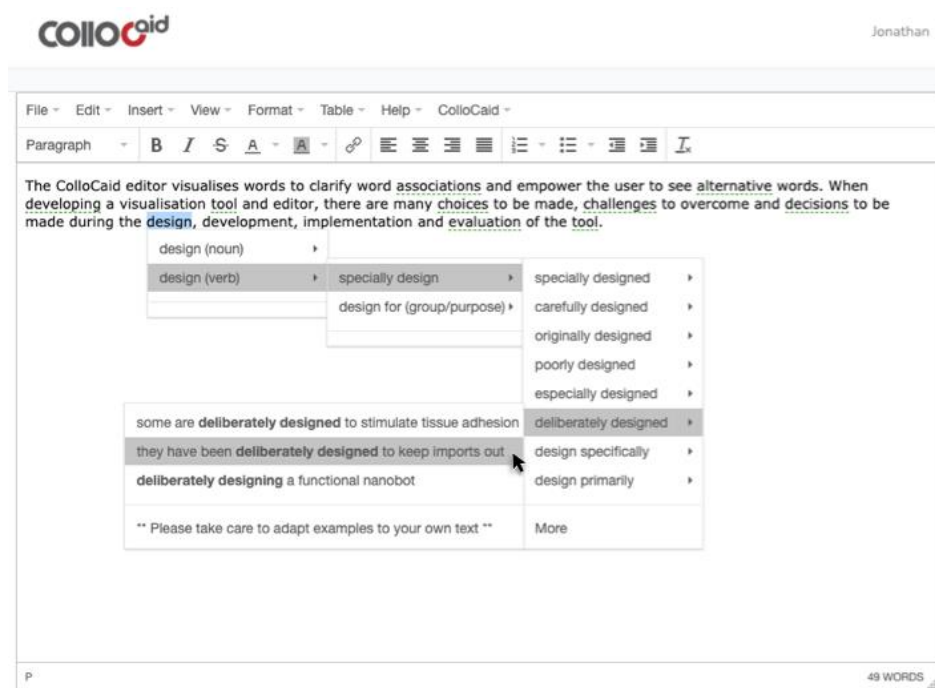 colloCaid
Jonathan
File Edit Insert View Format Table Help ColloCaid
Paragraph B I S A A
The ColloCaid editor visualises words to clarify word associations and empower the user to see alternative words. When
developing a visualisation tool and editor, there are many choices to be made, challenges to overcome and decisions to be
made during the design, development, implementation and evaluation of the tool.
design (noun)
design (verb)
specially design
design for (group/purpose)
specially designed
carefully designed
originally designed
poorly designed
especially designed
deliberately designed
design specifically
design primarily
More
some are deliberately designed to stimulate tissue adhesion
they have been deliberately designed to keep imports out
deliberately designing a functional nanobot
** Please take care to adapt examples to your own text **
P
49 WORDS